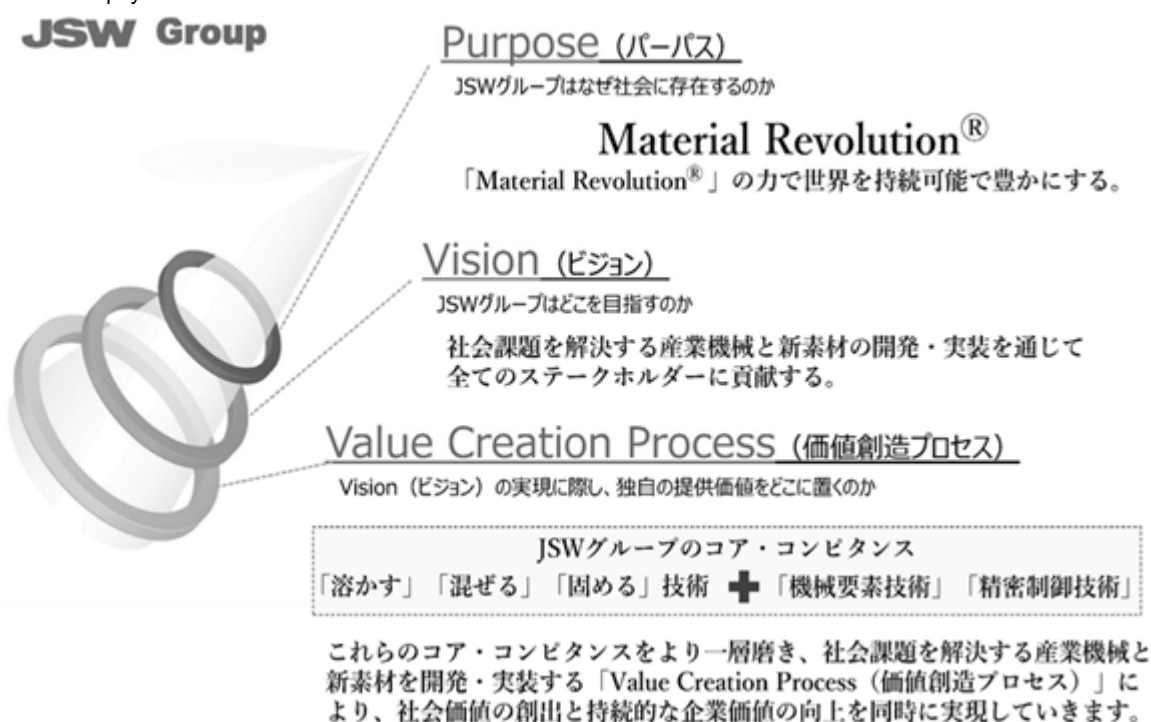 JSW Group
Purpose (パーパス)
JSWグループはなぜ社会に存在するのか
Material Revolution®
「Material Revolution®」の力で世界を持続可能で豊かにする。
Vision (ビジョン)
JSWグループはどこを目指すのか
社会課題を解決する産業機械と新素材の開発・実装を通じて
全てのステークホルダーに貢献する。
Value Creation Process (価値創造プロセス)
Vision（ビジョン）の実現に際し、独自の提供価値をどこに置くのか
JSWグループのコア・コンピタンス
「溶かす」「混ぜる」「固める」技術 ✚ 「機械要素技術」「精密制御技術」
これらのコア・コンピタンスをより一層磨き、社会課題を解決する産業機械と
新素材を開発・実装する「Value Creation Process（価値創造プロセス）」に
より、社会価値の創出と持続的な企業価値の向上を同時に実現していきます。